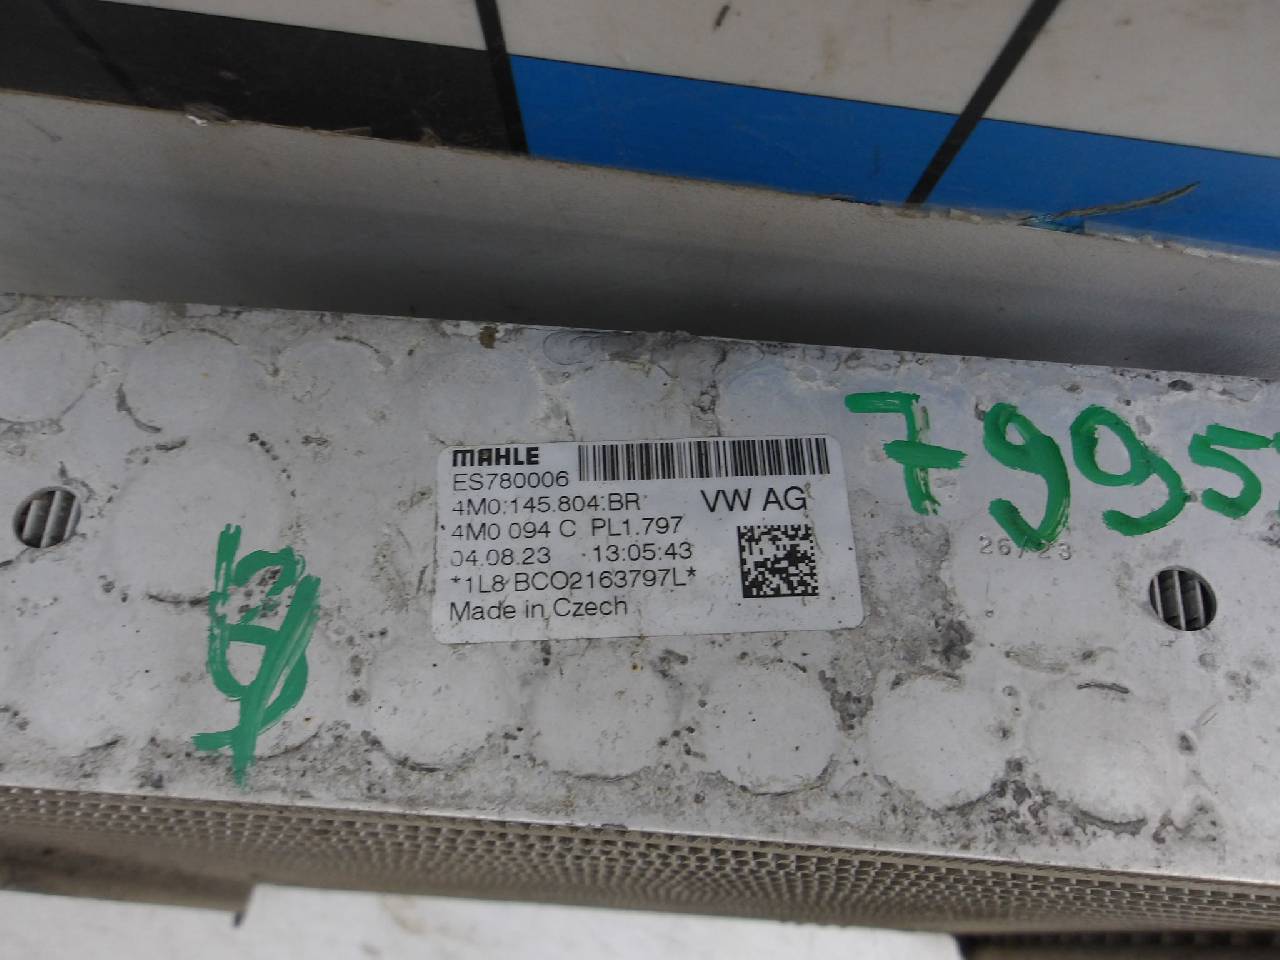 MAHLE
ES780006
4M0.145.804.BR VW AG
4M0 094 C PL1.797
04.08.23 13:05:43
*1L8 BCO2163797L*
Made in Czech
7995
26/23